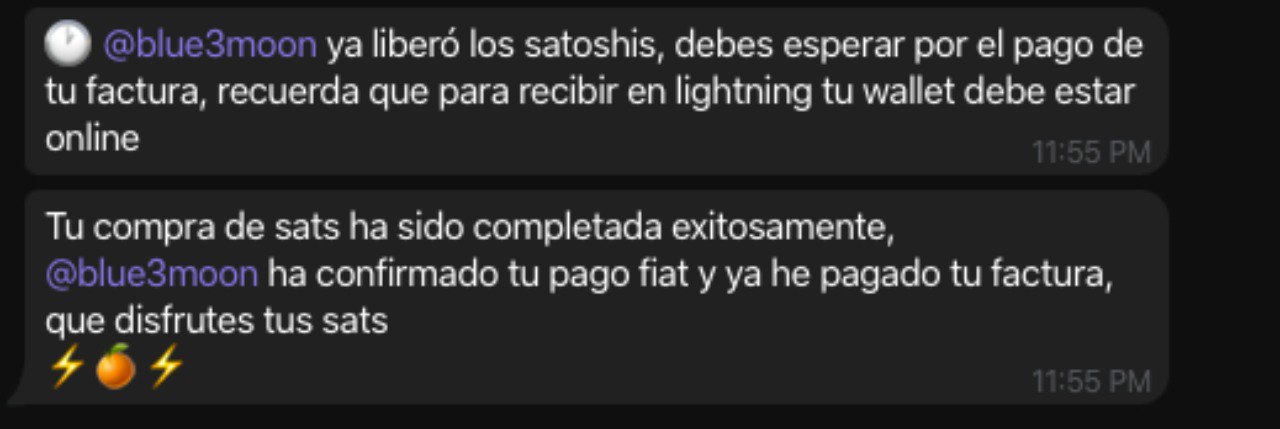 🕐 @blue3moon ya liberó los satoshis, debes esperar por el pago de
tu factura, recuerda que para recibir en lightning tu wallet debe estar
online
11:55 PM
Tu compra de sats ha sido completada exitosamente,
@blue3moon ha confirmado tu pago fiat y ya he pagado tu factura,
que disfrutes tus sats
⚡🍊⚡
11:55 PM